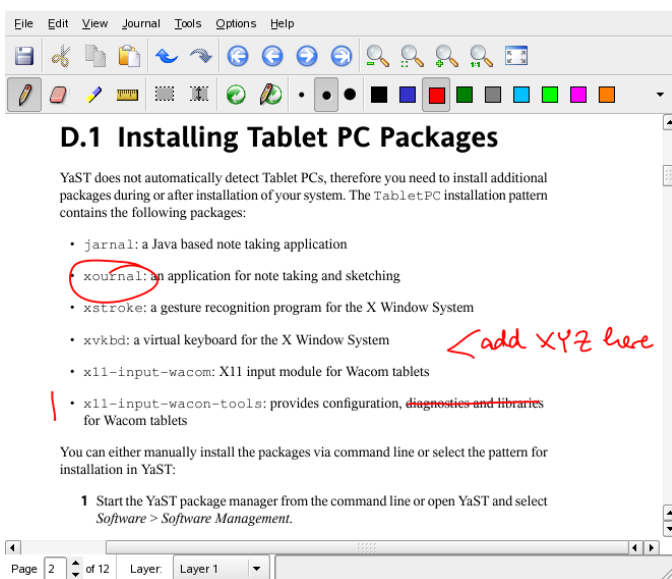 File Edit View Journal Tools Options Help
D.1 Installing Tablet PC Packages
YaST does not automatically detect Tablet PCs, therefore you need to install additional
packages during or after installation of your system. The TabletPC installation pattern
contains the following packages:
• jarnal: a Java based note taking application
• xournal: an application for note taking and sketching
• xstroke: a gesture recognition program for the X Window System
• xvkbd: a virtual keyboard for the X Window System
add XYZ here
• x11-input-wacom: X11 input module for Wacom tablets
• x11-input-wacon-tools: provides configuration, diagnostics and libraries
for Wacom tablets
You can either manually install the packages via command line or select the pattern for
installation in YaST:
1 Start the YaST package manager from the command line or open YaST and select
Software > Software Management.
Page 2 of 12 Layer: Layer 1